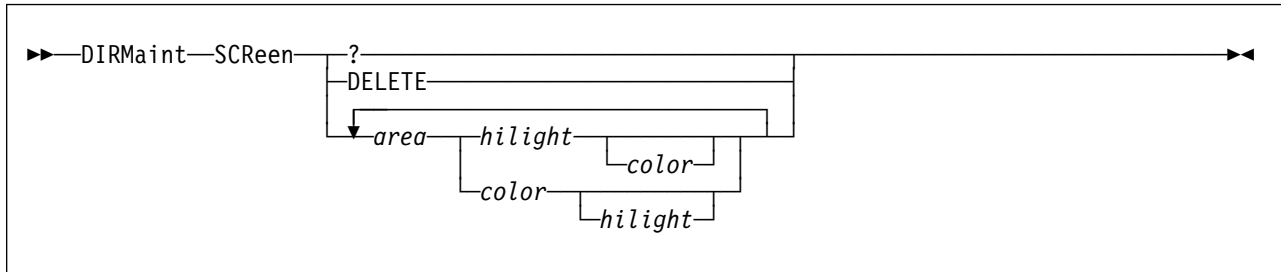 DIRMaint SCReen ?
DELETE
area hilight
color
color
hilight